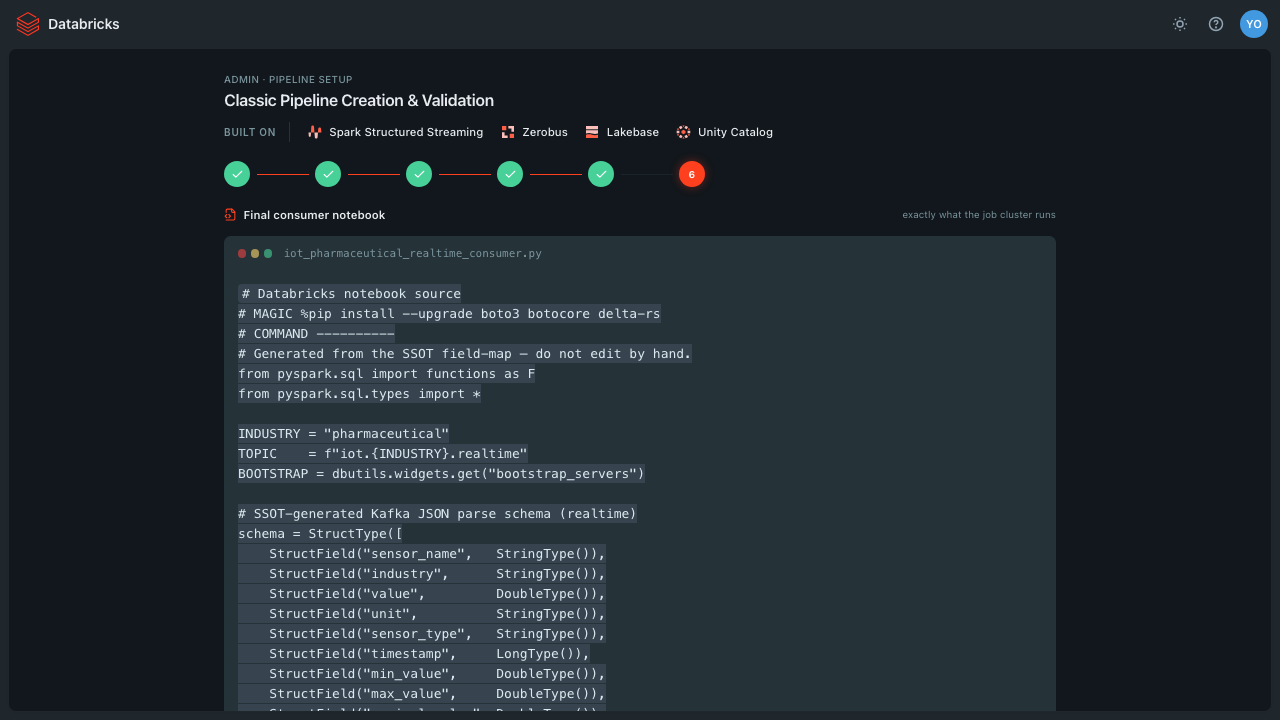 Databricks
YO
ADMIN · PIPELINE SETUP
Classic Pipeline Creation & Validation
BUILT ON Spark Structured Streaming Zerobus Lakebase Unity Catalog
6
Final consumer notebook exactly what the job cluster runs
iot_pharmaceutical_realtime_consumer.py
# Databricks notebook source
# MAGIC %pip install --upgrade boto3 botocore delta-rs
# COMMAND ----------
# Generated from the SSOT field-map — do not edit by hand.
from pyspark.sql import functions as F
from pyspark.sql.types import *
INDUSTRY = "pharmaceutical"
TOPIC    = f"iot.{INDUSTRY}.realtime"
BOOTSTRAP = dbutils.widgets.get("bootstrap_servers")
# SSOT-generated Kafka JSON parse schema (realtime)
schema = StructType([
    StructField("sensor_name",   StringType()),
    StructField("industry",      StringType()),
    StructField("value",         DoubleType()),
    StructField("unit",          StringType()),
    StructField("sensor_type",   StringType()),
    StructField("timestamp",     LongType()),
    StructField("min_value",     DoubleType()),
    StructField("max_value",     DoubleType()),